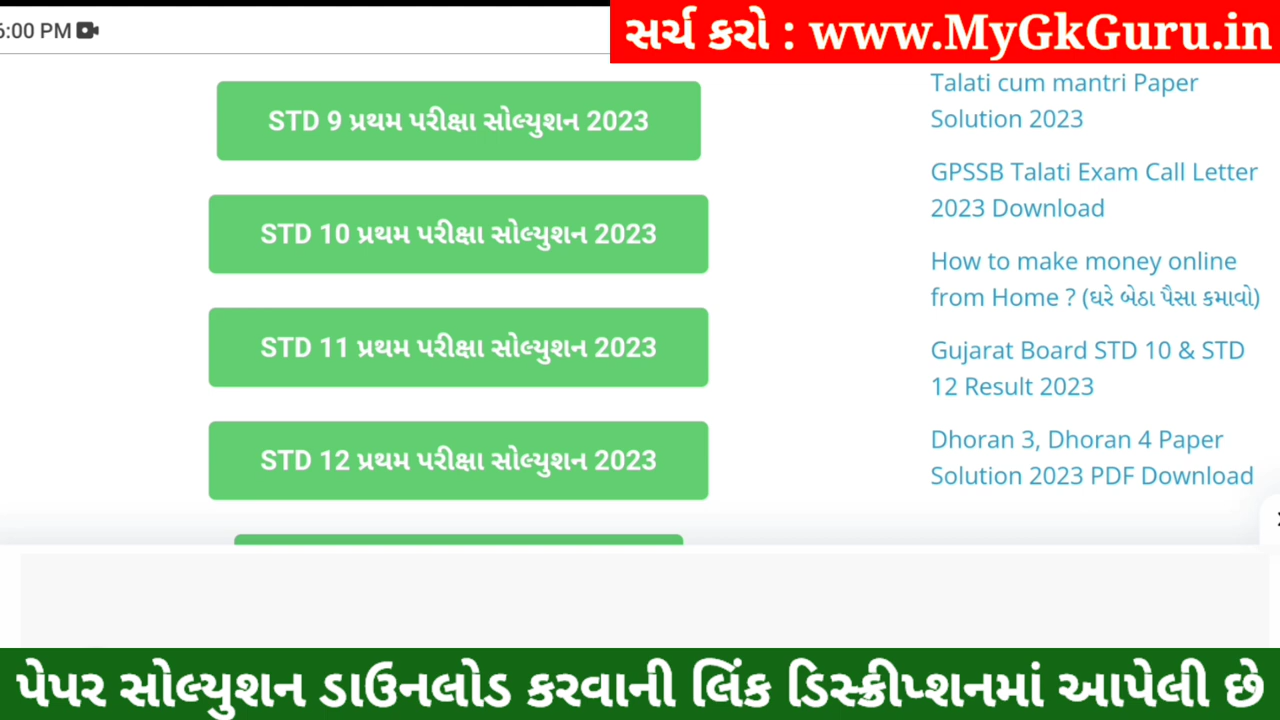 6:00 PM
સર્ચ કરો : www.MyGkGuru.in
STD 9 પ્રથમ પરીક્ષા સોલ્યુશન 2023
STD 10 પ્રથમ પરીક્ષા સોલ્યુશન 2023
STD 11 પ્રથમ પરીક્ષા સોલ્યુશન 2023
STD 12 પ્રથમ પરીક્ષા સોલ્યુશન 2023
Talati cum mantri Paper
Solution 2023
GPSSB Talati Exam Call Letter
2023 Download
How to make money online
from Home ? (ઘરે બેઠા પૈસા કમાવો)
Gujarat Board STD 10 & STD
12 Result 2023
Dhoran 3, Dhoran 4 Paper
Solution 2023 PDF Download
પેપર સોલ્યુશન ડાઉનલોડ કરવાની લિંક ડિસ્ક્રીપ્શનમાં આપેલી છે